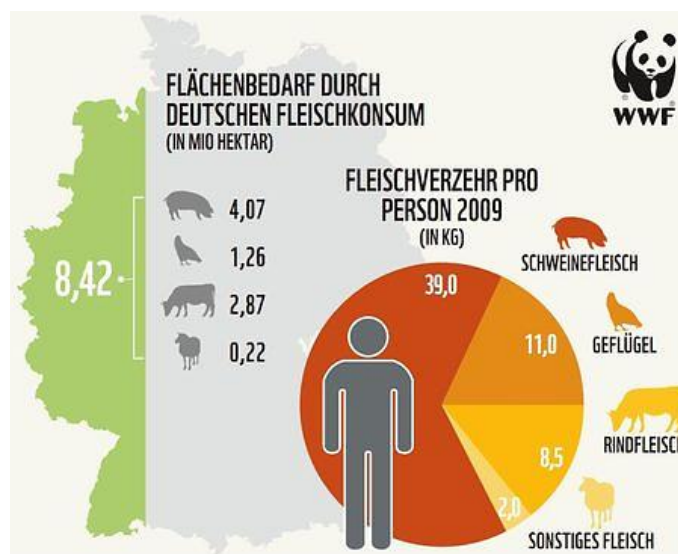 FLÄCHENBEDARF DURCH
DEUTSCHEN FLEISCHKONSUM
(IN MIO HEKTAR)
4,07
1,26
8,42
2,87
0,22
WWF
FLEISCHVERZEHR PRO
PERSON 2009
(IN KG)
SCHWEINEFLEISCH
39,0
11,0
GEFLÜGEL
RINDFLEISCH
8,5
2,0
SONSTIGES FLEISCH